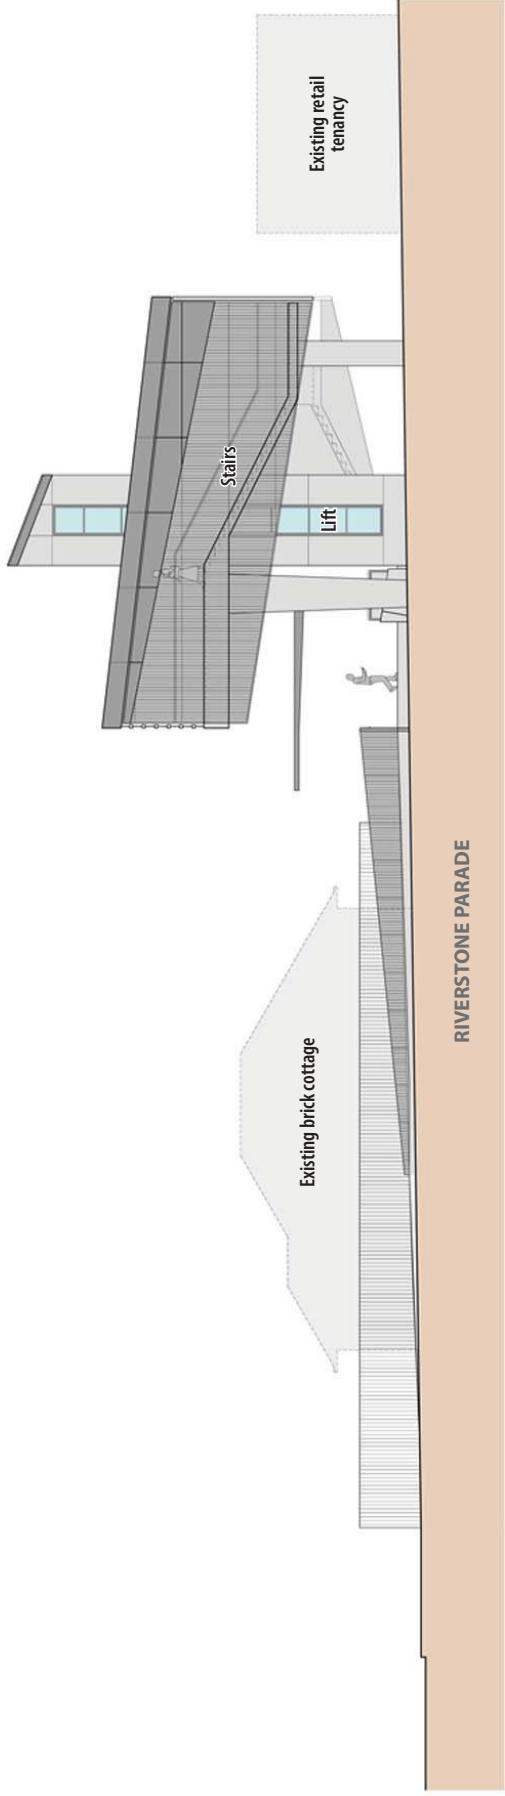 Existing brick cottage
Stairs
Lift
Existing retail
tenancy
RIVERSTONE PARADE